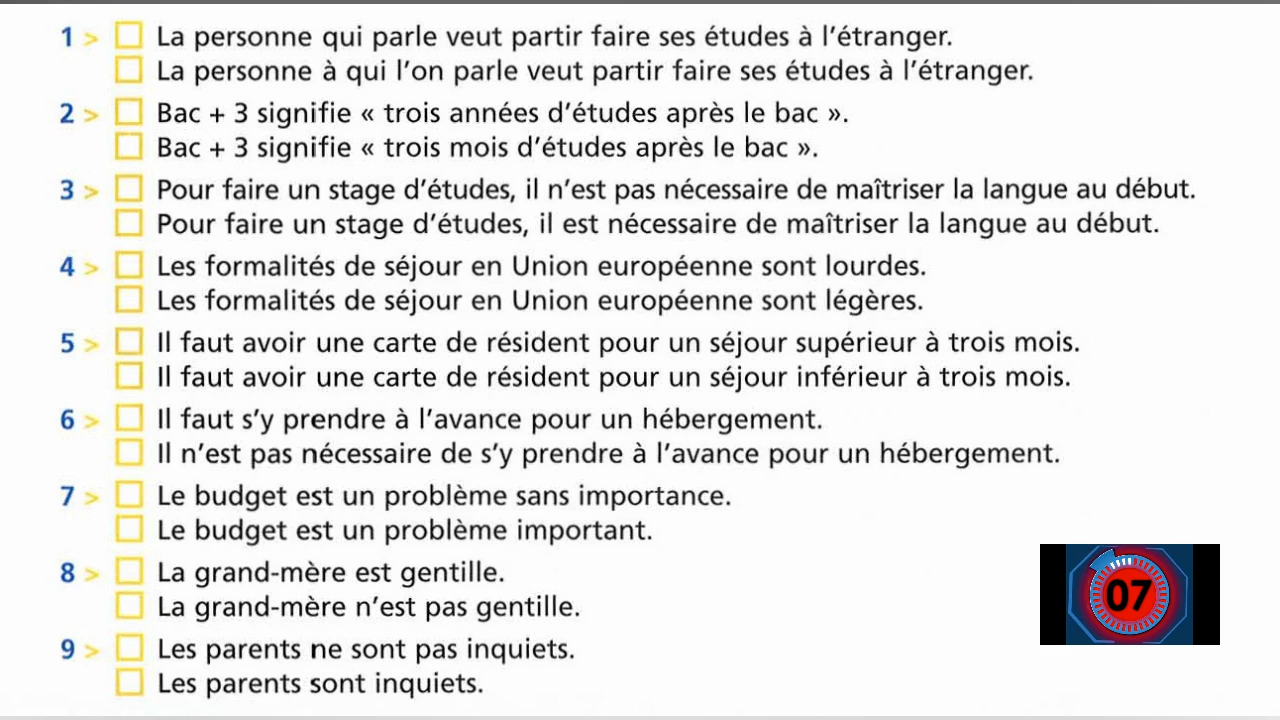 1 > La personne qui parle veut partir faire ses études à l'étranger.
La personne à qui l'on parle veut partir faire ses études à l'étranger.
2 > Bac + 3 signifie « trois années d'études après le bac ».
Bac + 3 signifie « trois mois d'études après le bac ».
3 > Pour faire un stage d'études, il n'est pas nécessaire de maîtriser la langue au début.
Pour faire un stage d'études, il est nécessaire de maîtriser la langue au début.
4 > Les formalités de séjour en Union européenne sont lourdes.
Les formalités de séjour en Union européenne sont légères.
5 > Il faut avoir une carte de résident pour un séjour supérieur à trois mois.
Il faut avoir une carte de résident pour un séjour inférieur à trois mois.
6 > Il faut s'y prendre à l'avance pour un hébergement.
Il n'est pas nécessaire de s'y prendre à l'avance pour un hébergement.
7 > Le budget est un problème sans importance.
Le budget est un problème important.
8 > La grand-mère est gentille.
La grand-mère n'est pas gentille.
07
9 > Les parents ne sont pas inquiets.
Les parents sont inquiets.